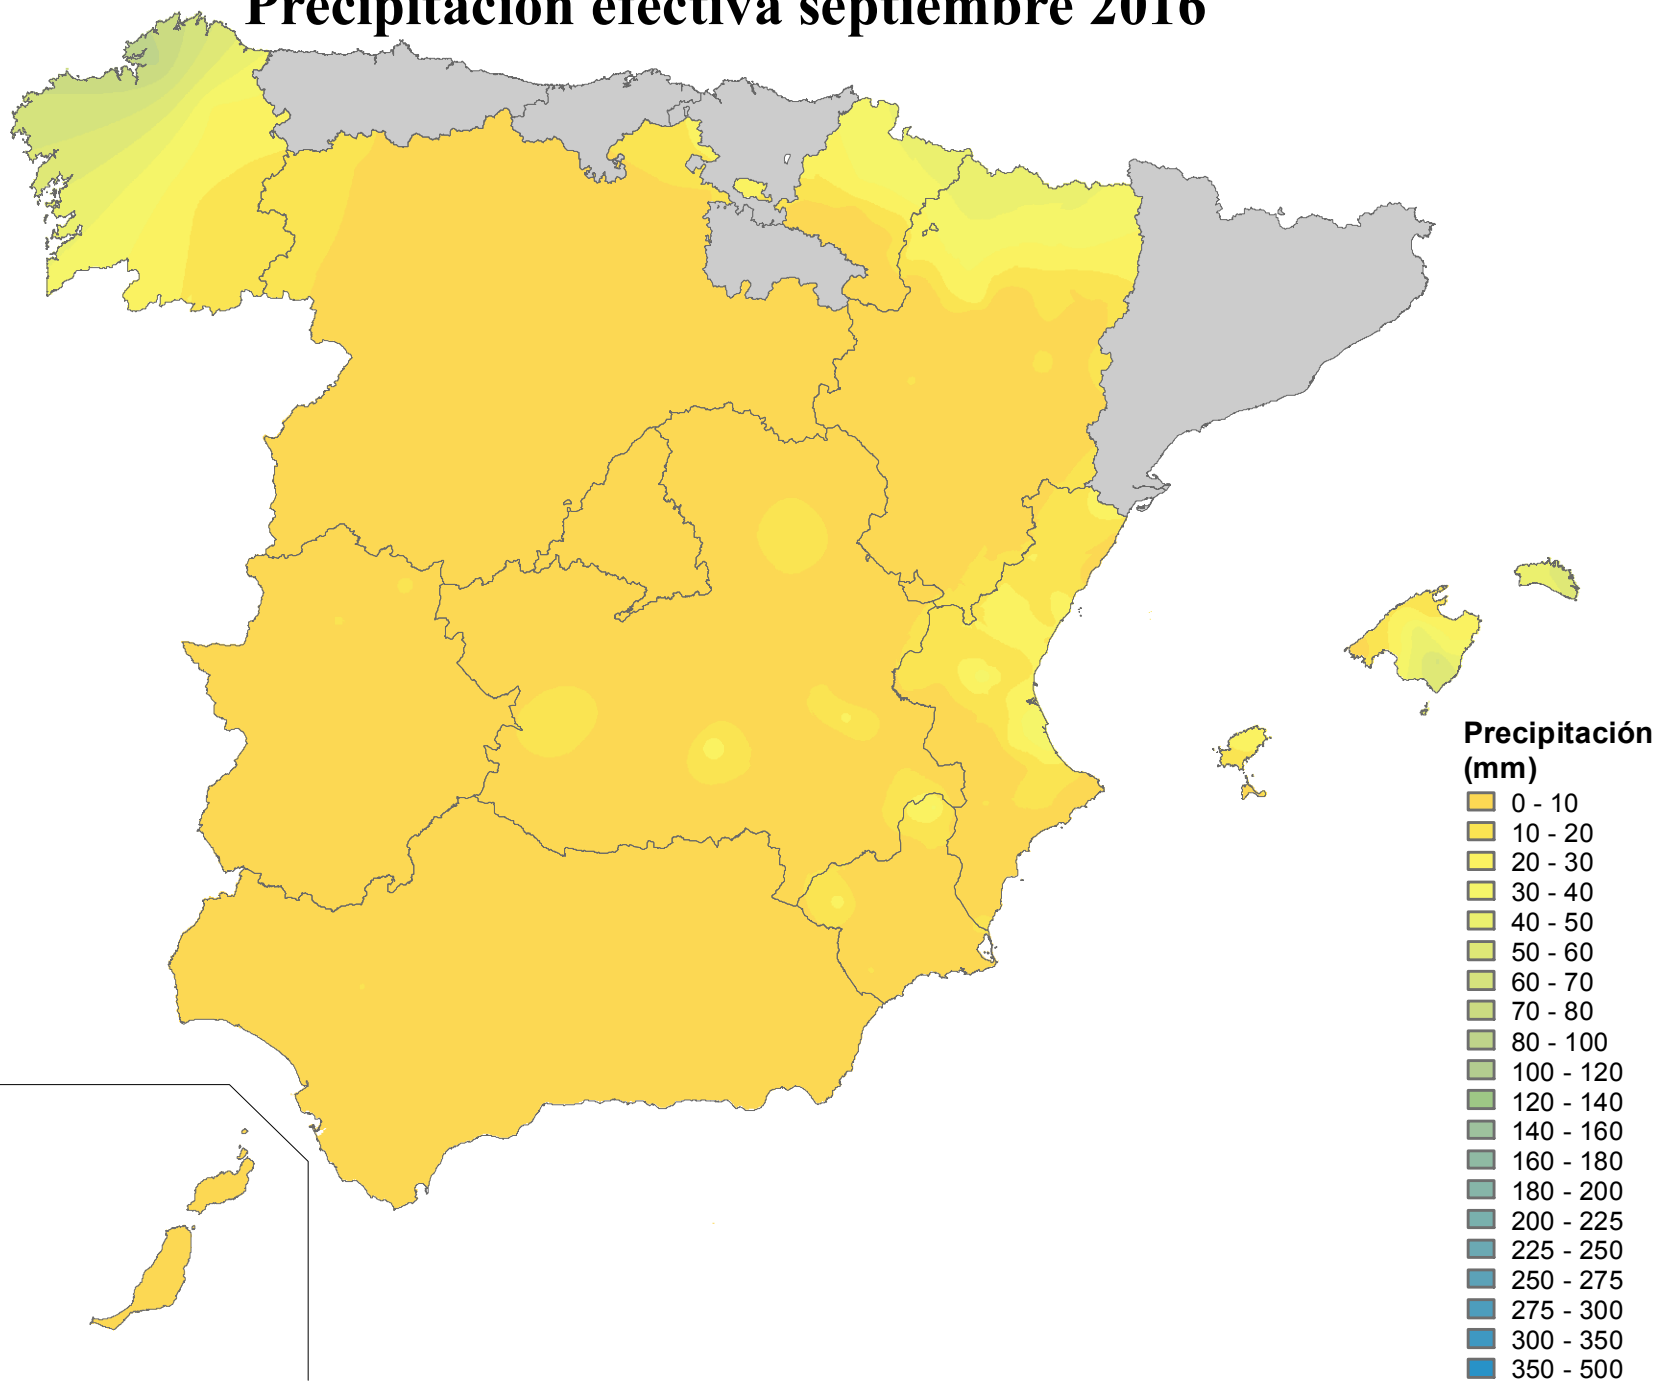 Precipitación efectiva septiembre 2016
Precipitación
(mm)
0 - 10
10 - 20
20 - 30
30 - 40
40 - 50
50 - 60
60 - 70
70 - 80
80 - 100
100 - 120
120 - 140
140 - 160
160 - 180
180 - 200
200 - 225
225 - 250
250 - 275
275 - 300
300 - 350
350 - 500